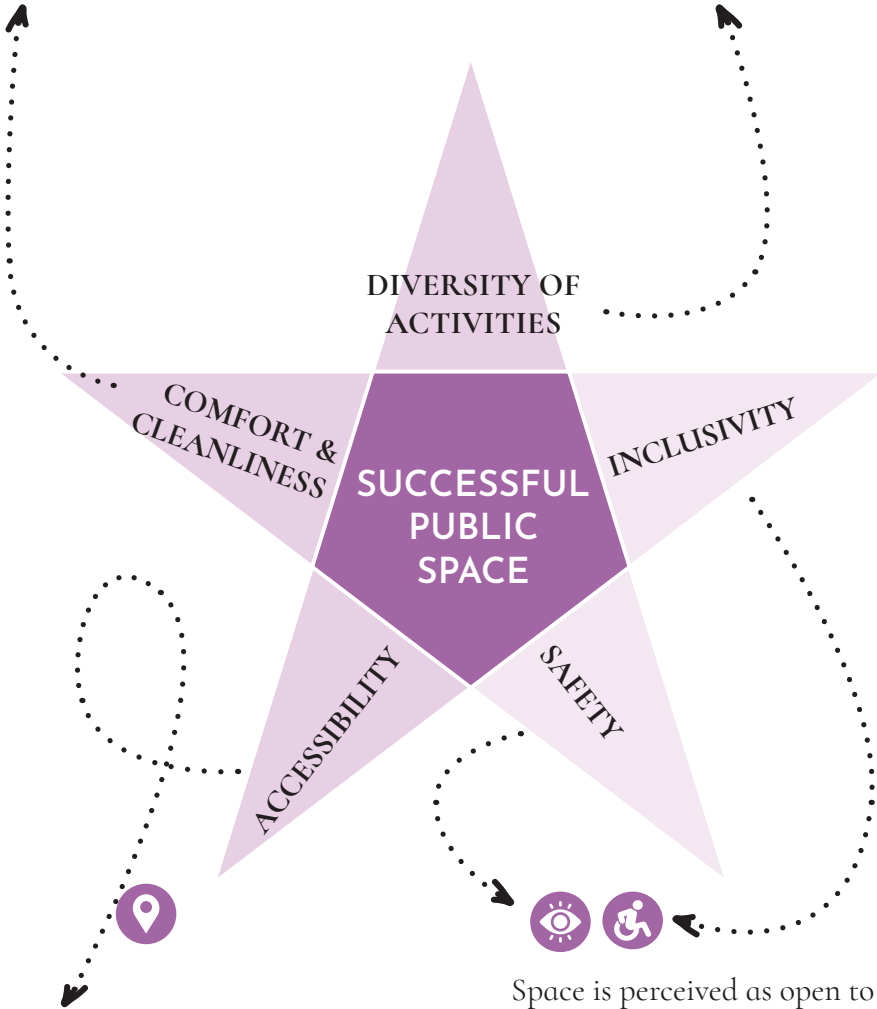 DIVERSITY OF
ACTIVITIES
COMFORT &
CLEANLINESS
INCLUSIVITY
SUCCESSFUL
PUBLIC
SPACE
ACCESSIBILITY
SAFETY
Space is perceived as open to